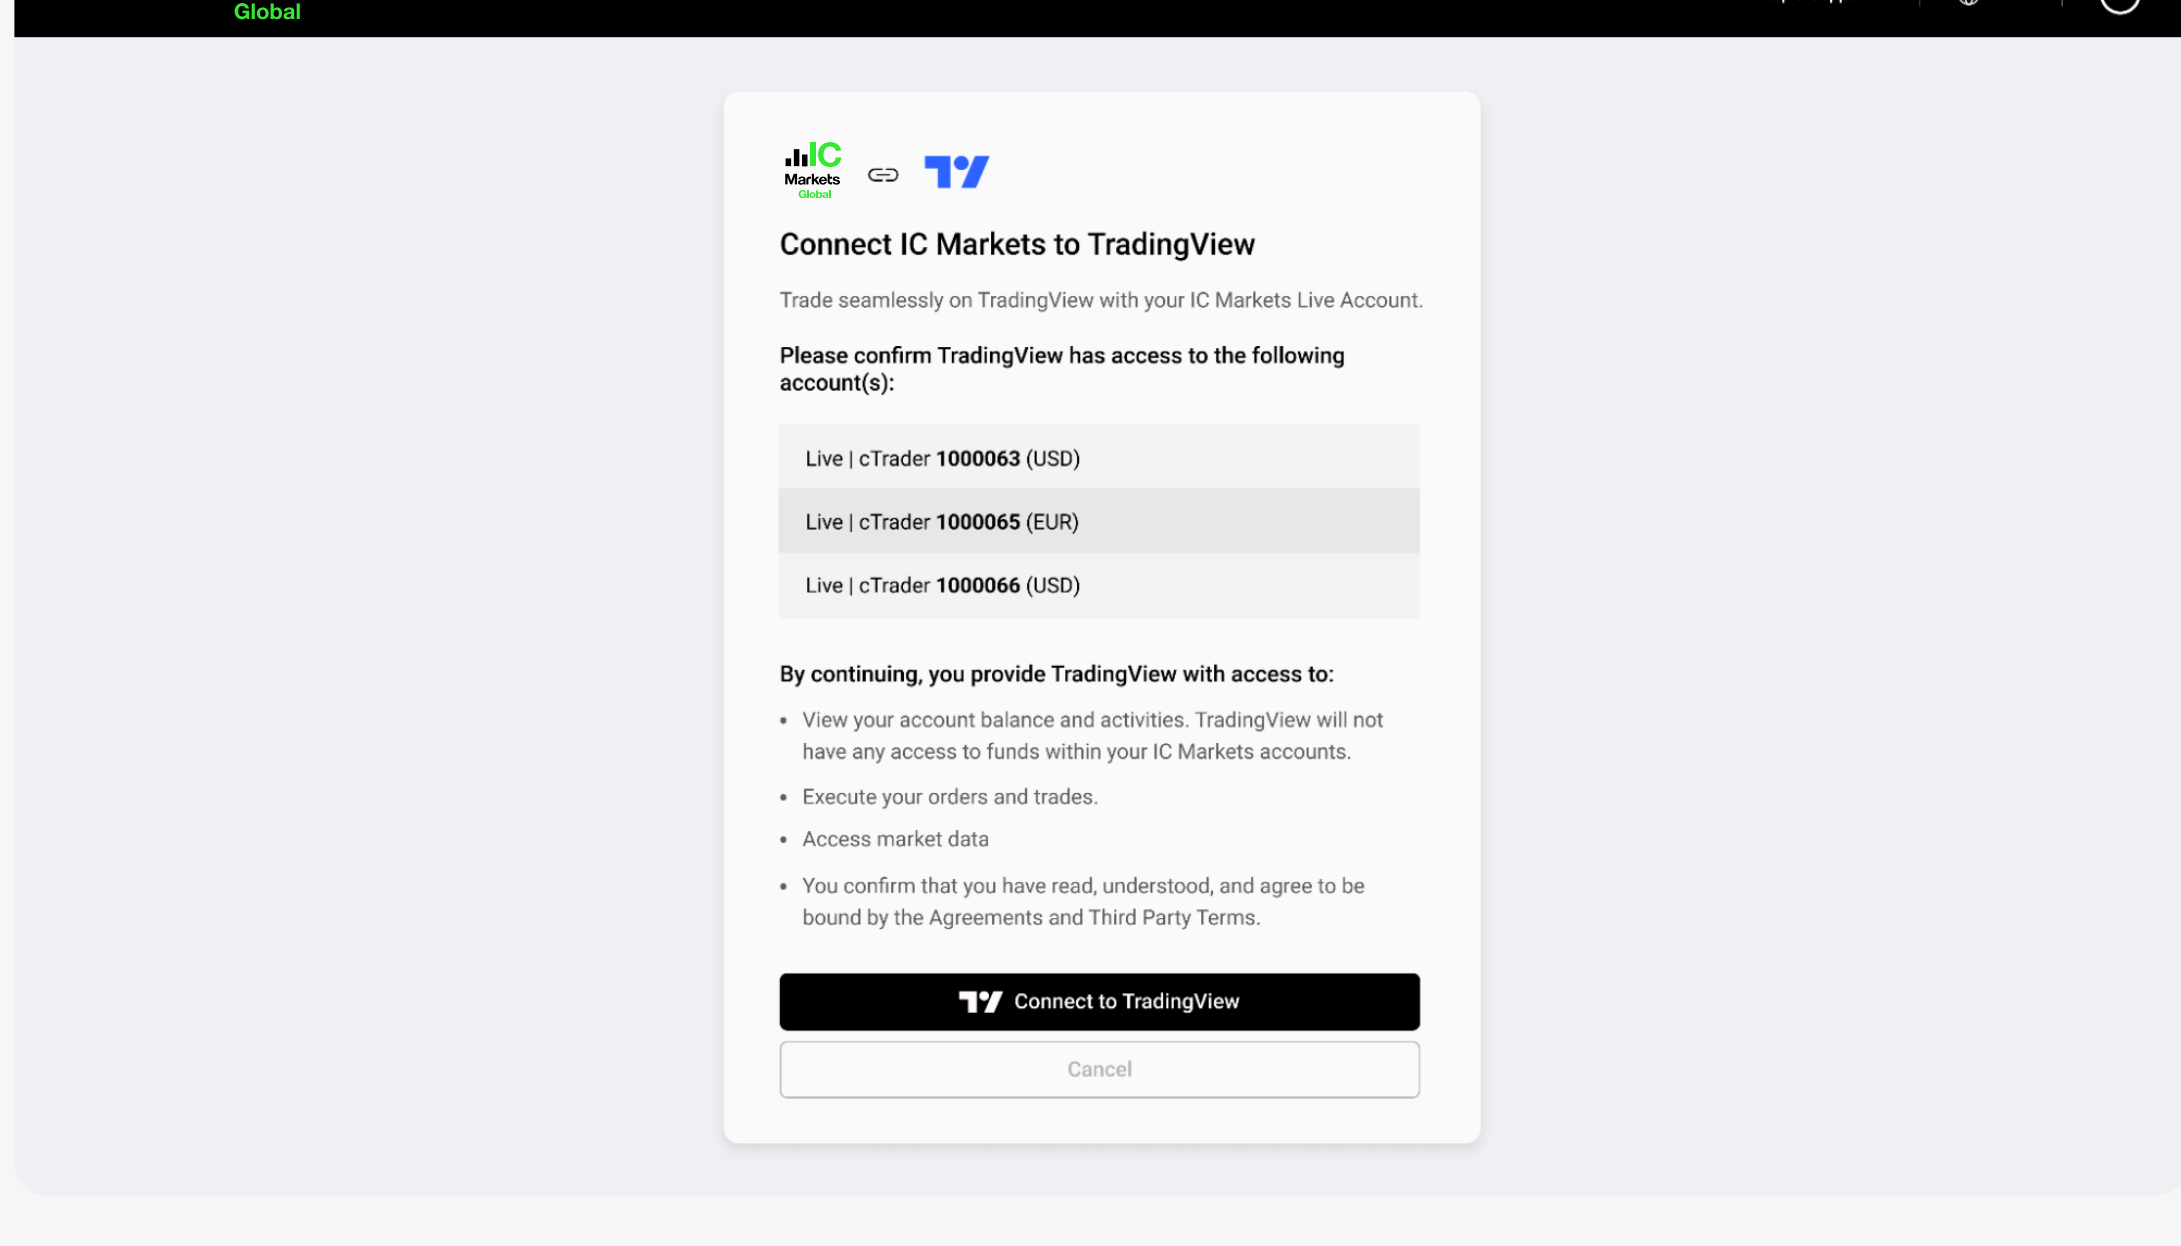 Global
IC
Markets
Global
Connect IC Markets to TradingView
Trade seamlessly on TradingView with your IC Markets Live Account.
Please confirm TradingView has access to the following
account(s):
Live | cTrader 1000063 (USD)
Live | cTrader 1000065 (EUR)
Live | cTrader 1000066 (USD)
By continuing, you provide TradingView with access to:
• View your account balance and activities. TradingView will not
have any access to funds within your IC Markets accounts.
• Execute your orders and trades.
• Access market data
• You confirm that you have read, understood, and agree to be
bound by the Agreements and Third Party Terms.
Connect to TradingView
Cancel